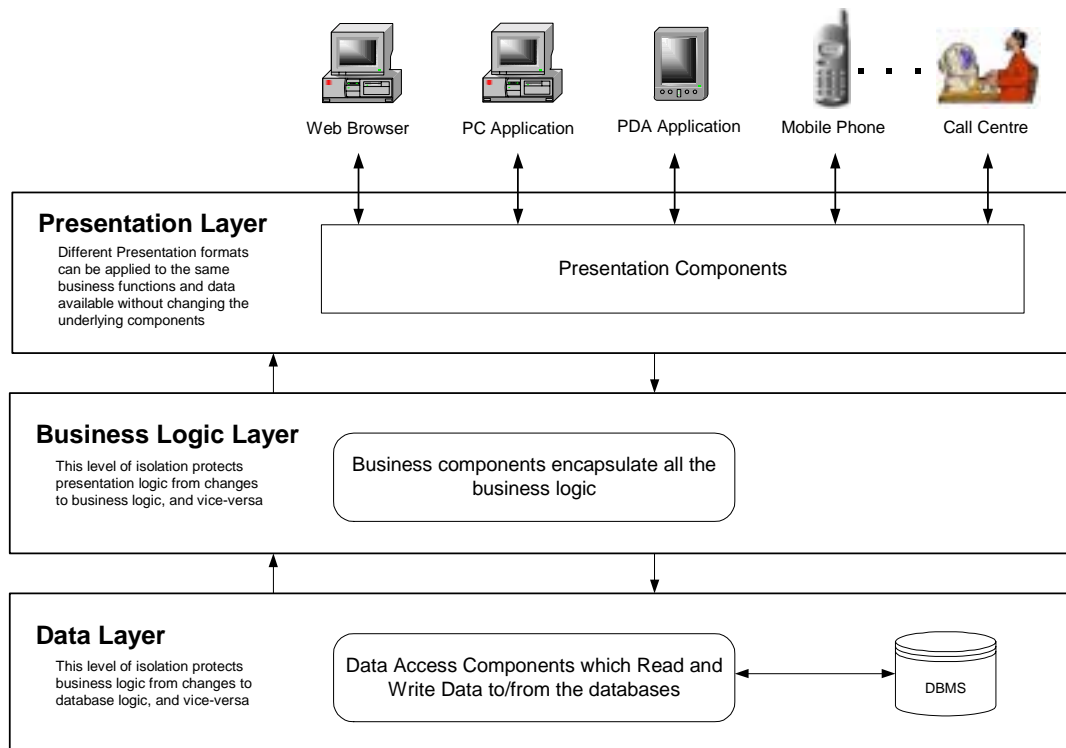 Web Browser
PC Application
PDA Application
Mobile Phone
Call Centre
Presentation Layer
Different Presentation formats
can be applied to the same
business functions and data
available without changing the
underlying components
Presentation Components
Business Logic Layer
This level of isolation protects
presentation logic from changes
to business logic, and vice-versa
Business components encapsulate all the
business logic
Data Layer
This level of isolation protects
business logic from changes to
database logic, and vice-versa
Data Access Components which Read and
Write Data to/from the databases
DBMS